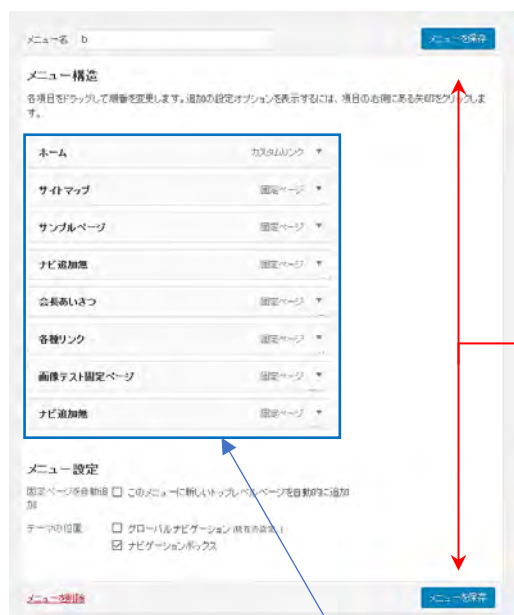 メニュー名 b メニューを保存
メニュー構造
各項目をドラッグして順番を変更します。追加の設定オプションを表示するには、項目の右側にある矢印をクリックしま
す。
ホーム カスタムリンク ▼
サイトマップ 固定ページ ▼
サンプルページ 固定ページ ▼
ナビ追加無 固定ページ ▼
会長あいさつ 固定ページ ▼
各種リンク 固定ページ ▼
画像テスト固定ページ 固定ページ ▼
ナビ追加無 固定ページ ▼
メニュー設定
固定ページを自動追 このメニューに新しいトップレベルページを自動的に追加
加
テーマの位置 グローバルナビゲーション
ナビゲーションボックス
メニューを削除 メニューを保存